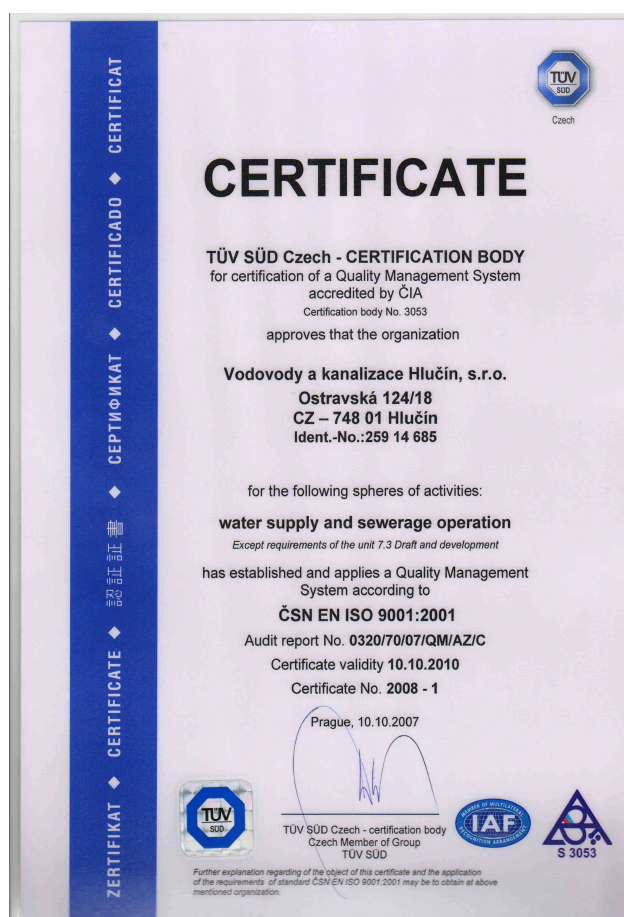 TÜV
SÜD
Czech
CERTIFICATE
TÜV SÜD Czech - CERTIFICATION BODY
for certification of a Quality Management System
accredited by ČIA
Certification body No. 3053
approves that the organization
Vodovody a kanalizace Hlučín, s.r.o.
Ostravská 124/18
CZ – 748 01 Hlučín
Ident.-No.:259 14 685
for the following spheres of activities:
water supply and sewerage operation
Except requirements of the unit 7.3 Draft and development
has established and applies a Quality Management
System according to
ČSN EN ISO 9001:2001
Audit report No. 0320/70/07/QM/AZ/C
Certificate validity 10.10.2010
Certificate No. 2008 - 1
Prague, 10.10.2007
TÜV SÜD Czech - certification body
Czech Member of Group
TÜV SÜD
Further explanation regarding of the object of this certificate and the application
of the requirements of standard ČSN EN ISO 9001:2001 may be to obtain at above
mentioned organization.
TÜV
SÜD
MEMBER OF MULTILATERAL
IAF
RECOGNITION ARRANGEMENT
S 3053
ZERTIFIKAT ◆ CERTIFICATE ◆ 認証証書 ◆ СЕРТИФИКАТ ◆ CERTIFICADO ◆ CERTIFICAT